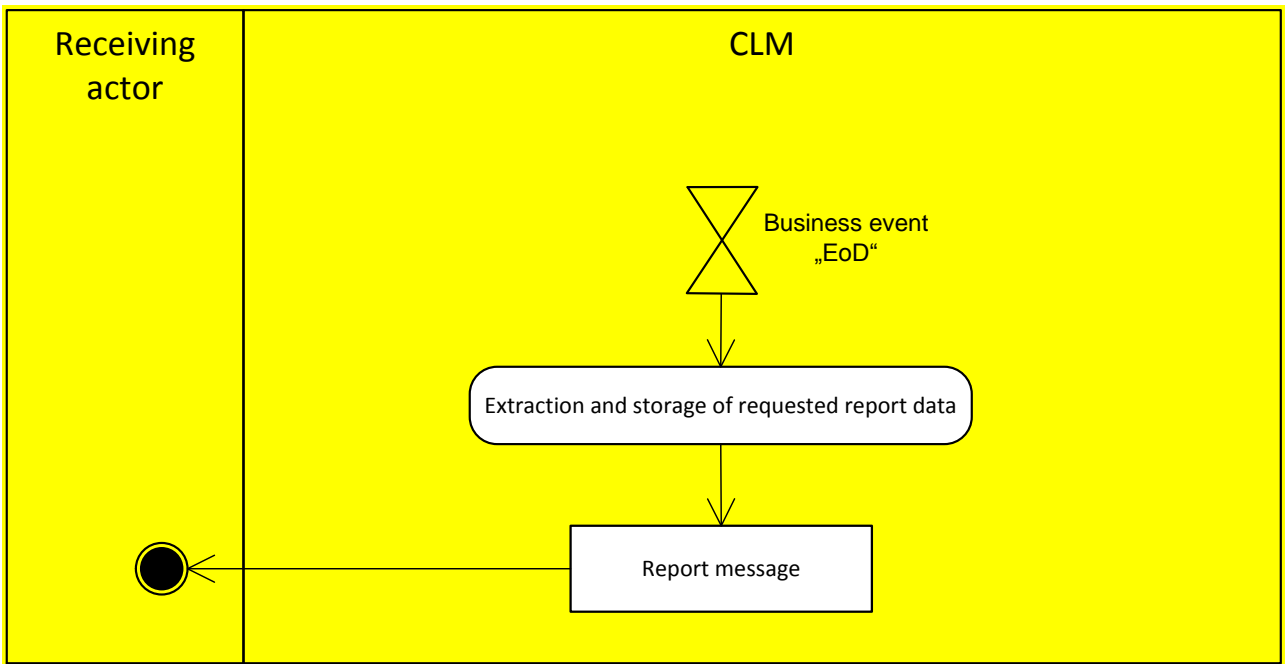 Receiving
actor
CLM
Business event
„EoD“
Extraction and storage of requested report data
Report message